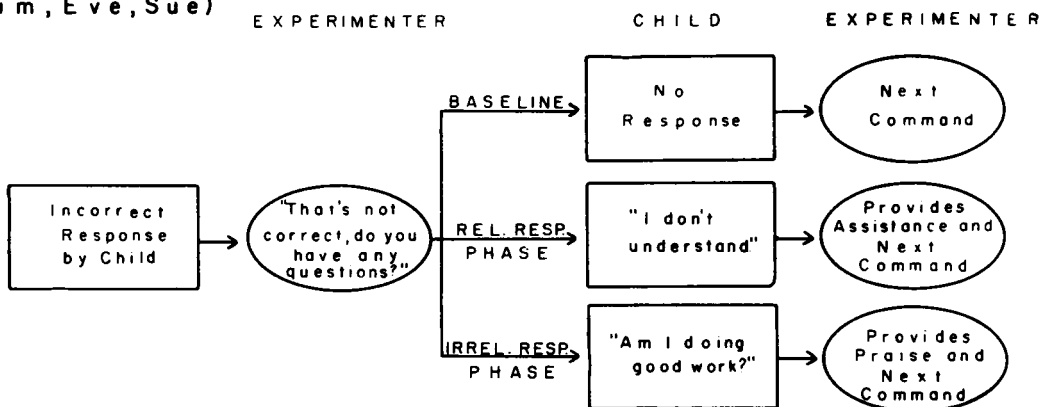 Eve, Sue)
EXPERIMENTER CHILD EXPERIMENTER
BASELINE
No
Response
Next
Command
Incorrect
Response
by Child
"That's not
correct, do you
have any
questions?"
REL. RESP.
PHASE
"I don't
understand"
Provides
Assistance and
Next
Command
IRREL. RESP.
PHASE
"Am I doing
good work?"
Provides
Praise and
Next
Command